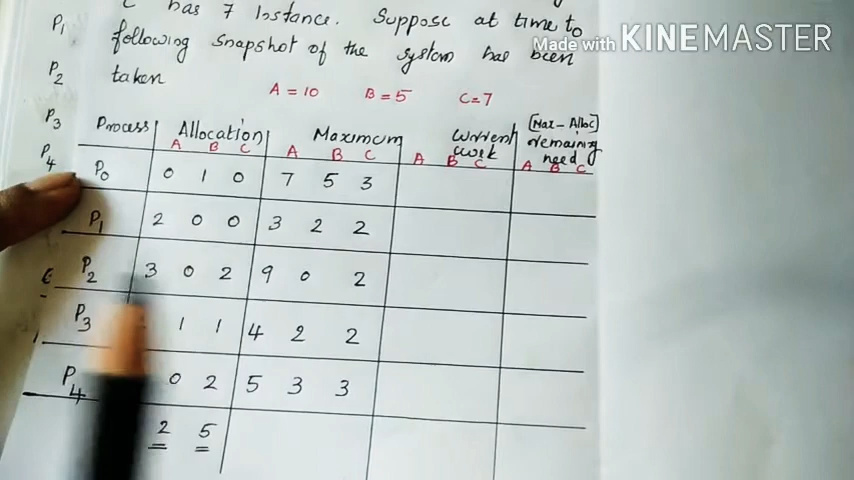 has 7 Instance. Suppose at time to
following snapshot of the system has been
taken
Made with KINEMASTER
A = 10 B = 5 C = 7
P1
P2
P3
P4
Process Allocation Maximum Current work [Max - Alloc] remaining need
A B C A B C A B C A B C
P0 0 1 0 7 5 3
P1 2 0 0 3 2 2
P2 3 0 2 9 0 2
P3 1 1 4 2 2
P4 0 2 5 3 3
2 5